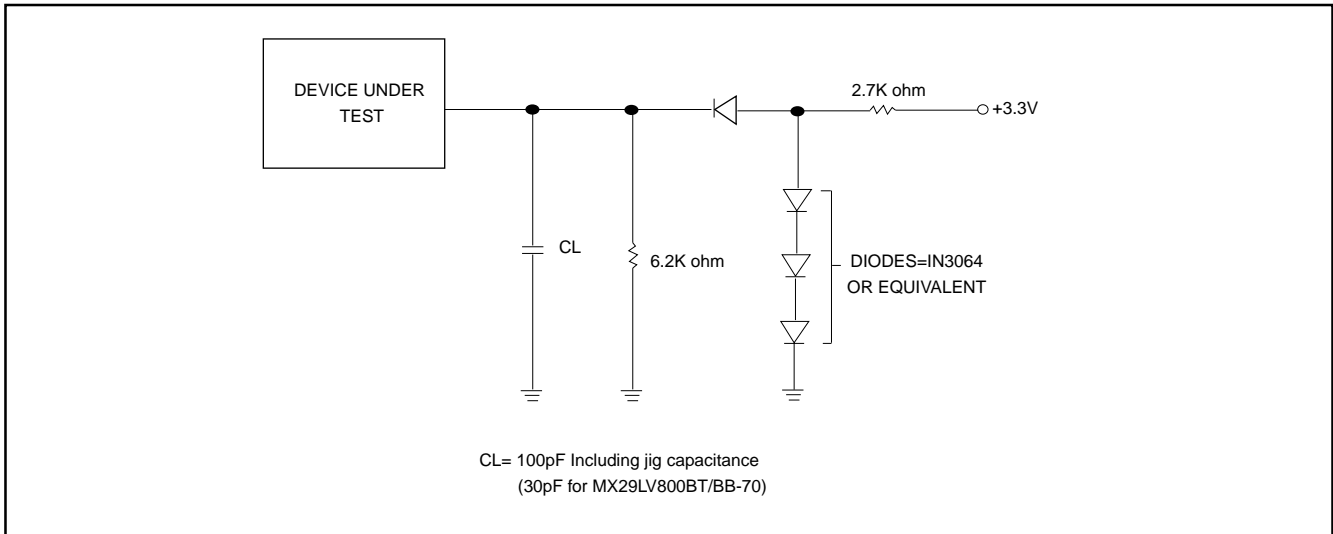 DEVICE UNDER
TEST
2.7K ohm
+3.3V
CL
6.2K ohm
DIODES=IN3064
OR EQUIVALENT
CL= 100pF Including jig capacitance
(30pF for MX29LV800BT/BB-70)